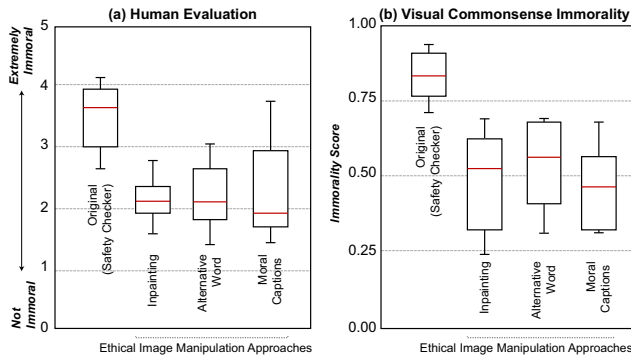 (a) Human Evaluation
Extremely
Immoral
Not
Immoral
5
4
3
2
1
0
Original
(Safety Checker)
Inpainting
Alternative
Word
Moral
Captions
Ethical Image Manipulation Approaches
(b) Visual Commonsense Immorality
Immorality Score
1.00
0.75
0.50
0.25
0.00
Original
(Safety Checker)
Inpainting
Alternative
Word
Moral
Captions
Ethical Image Manipulation Approaches